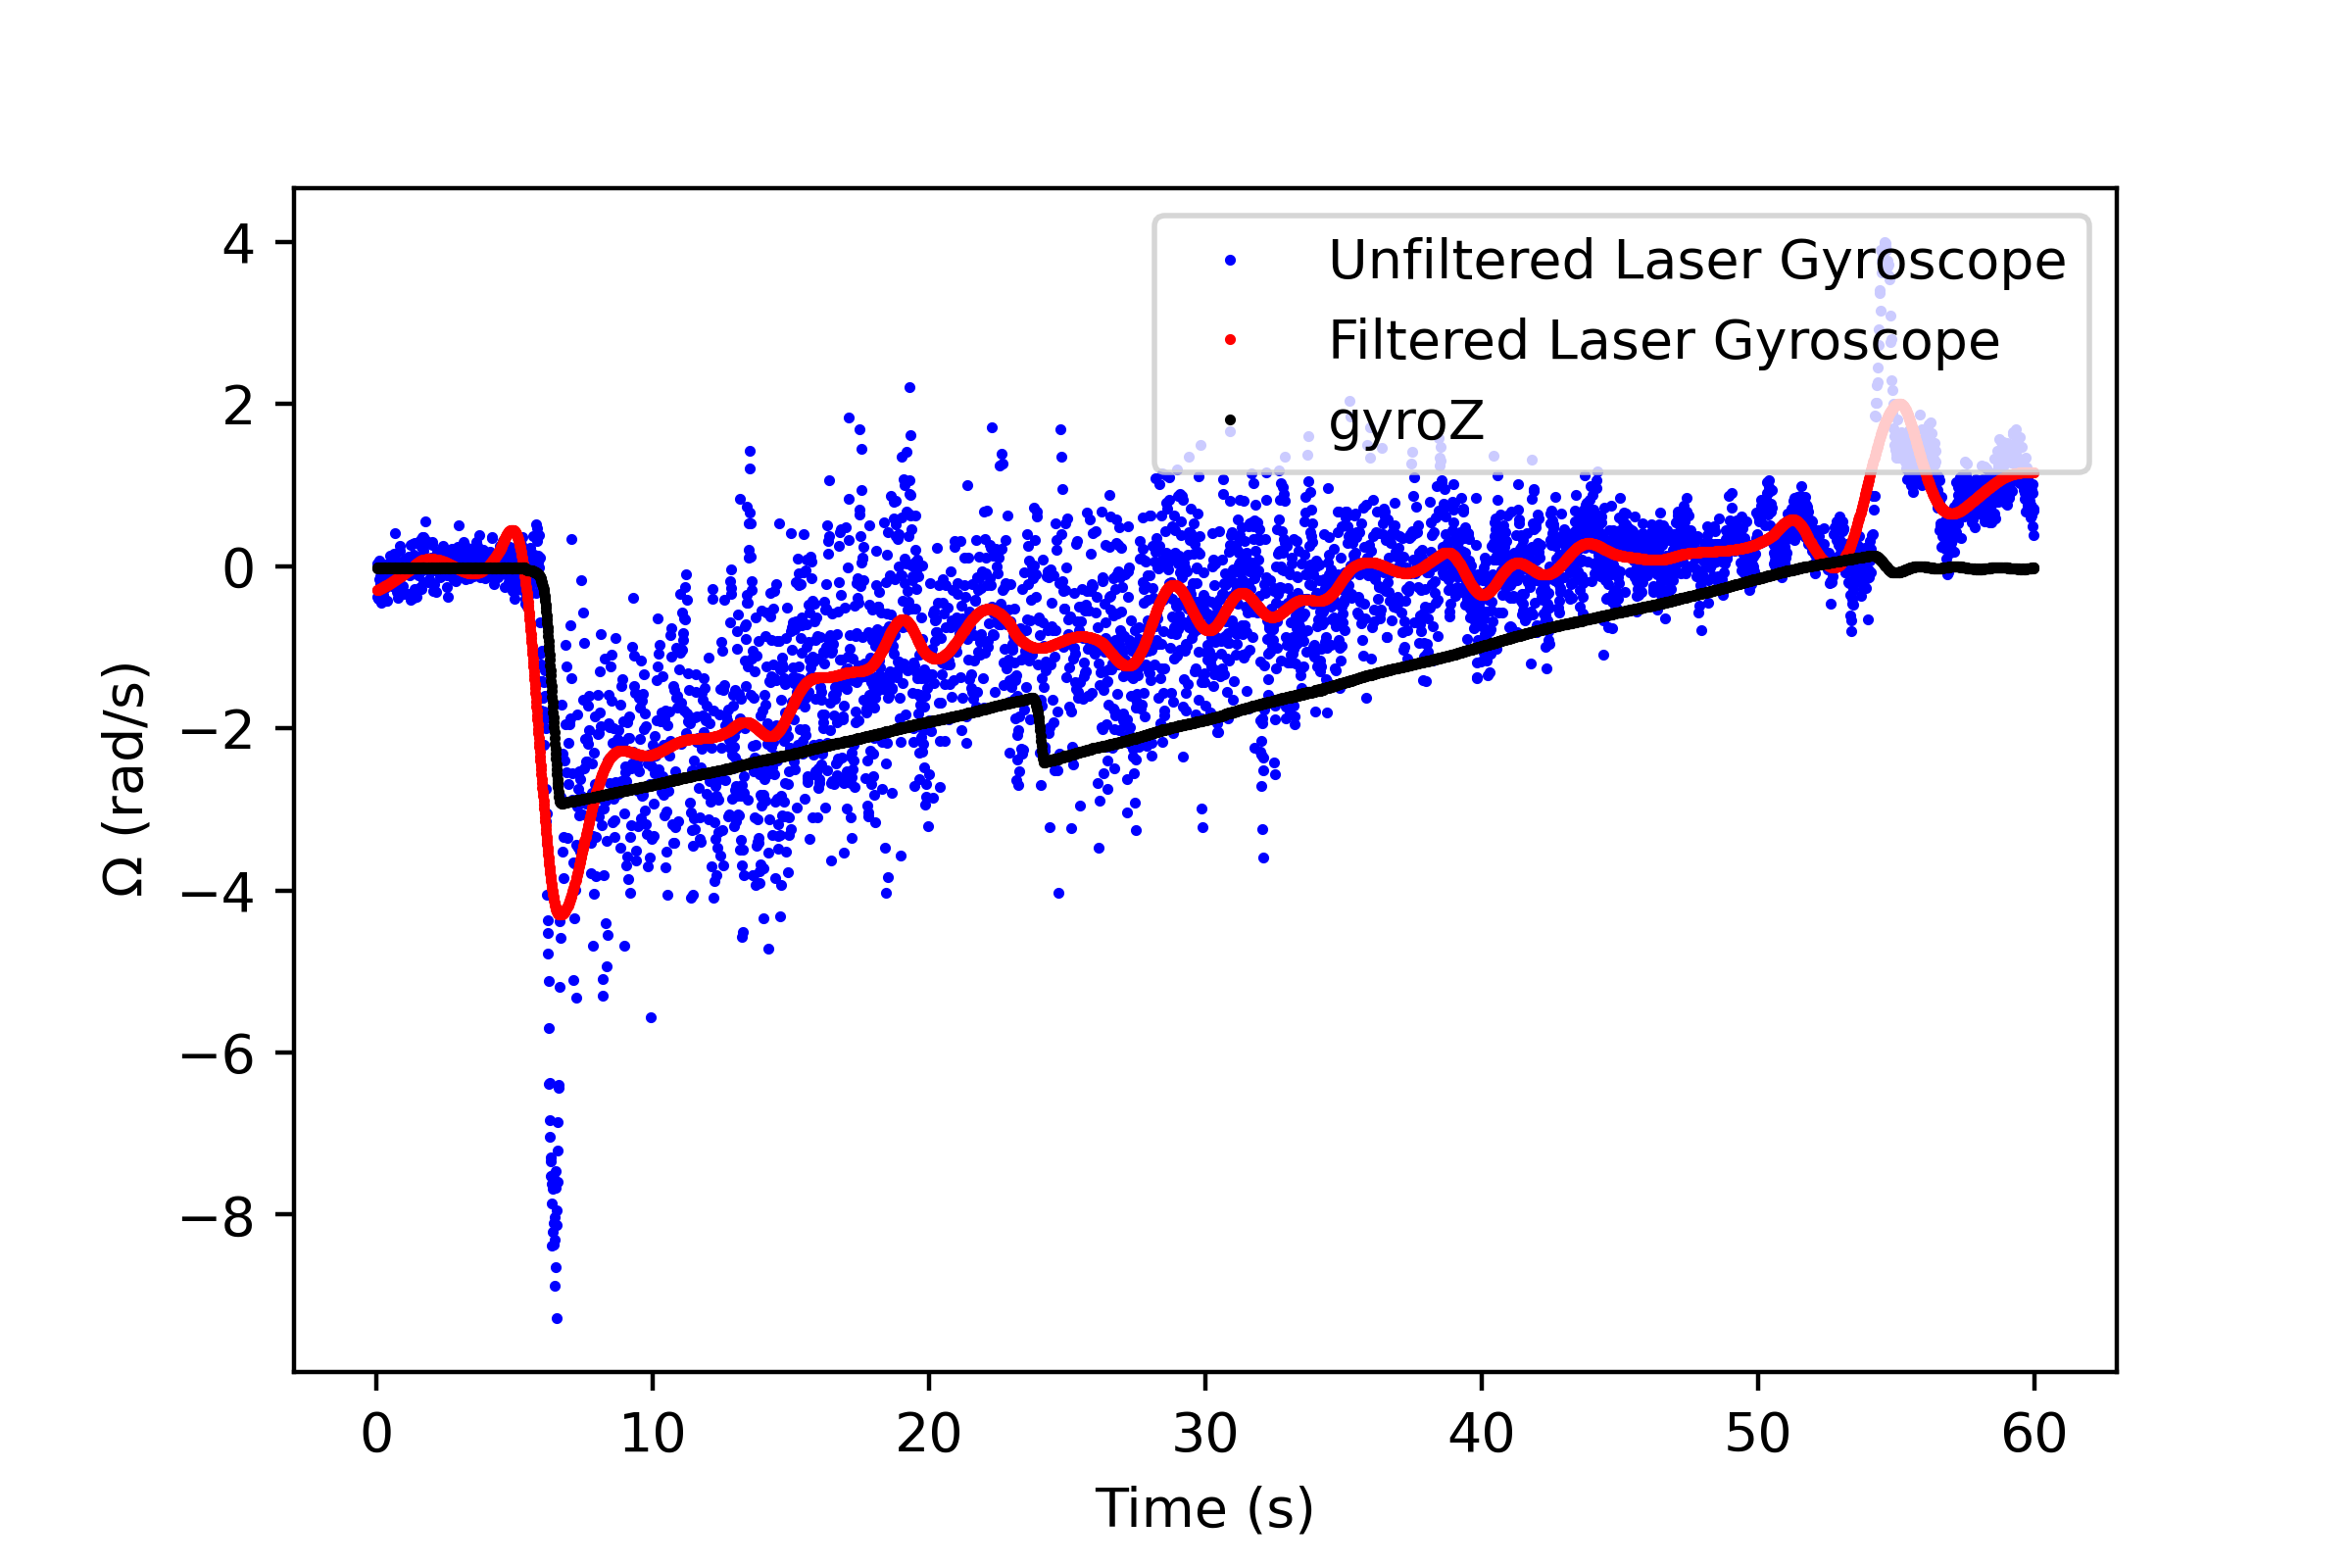 Unfiltered Laser Gyroscope
Filtered Laser Gyroscope
gyroZ
4
2
0
−2
−4
−6
−8
Ω (rad/s)
0 10 20 30 40 50 60
Time (s)